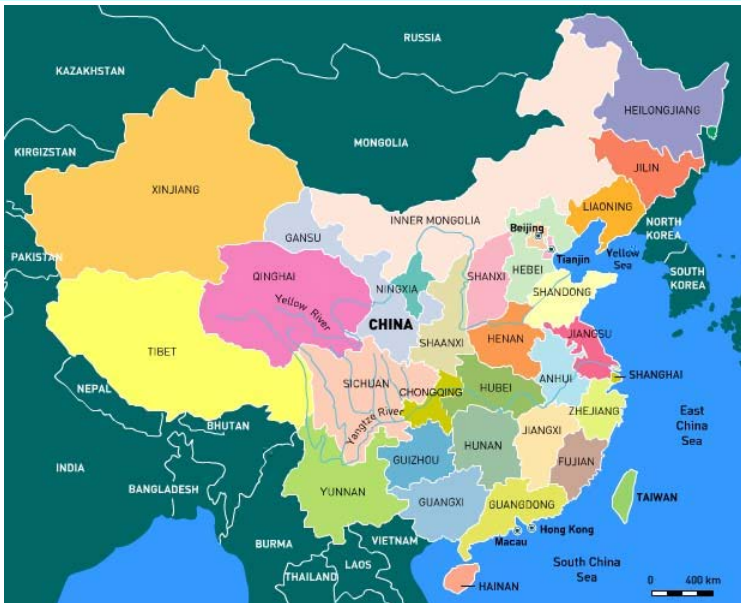 RUSSIA
KAZAKHSTAN
HEILONGJIANG
MONGOLIA
KIRGIZSTAN
JILIN
XINJIANG
LIAONING
INNER MONGOLIA
NORTH
KOREA
Beijing
GANSU
Tianjin
Yellow
Sea
PAKISTAN
QINGHAI
SHANXI
HEBEI
SOUTH
KOREA
NINGXIA
SHANDONG
Yellow River
CHINA
JIANGSU
HENAN
TIBET
SHAANXI
SHANGHAI
ANHUI
SICHUAN
CHONGQING
HUBEI
NEPAL
ZHEJIANG
Yangtze River
East
China
Sea
BHUTAN
JIANGXI
HUNAN
GUIZHOU
FUJIAN
INDIA
BANGLADESH
YUNNAN
TAIWAN
GUANGXI
GUANGDONG
Hong Kong
Macau
VIETNAM
BURMA
LAOS
South China
Sea
THAILAND
HAINAN
0 400 km